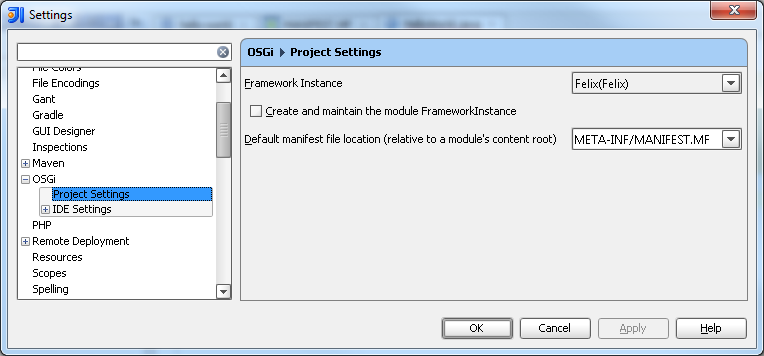 Settings
OSGi ▸ Project Settings
File Colors
File Encodings
Gant
Gradle
GUI Designer
Inspections
Maven
OSGi
Project Settings
IDE Settings
PHP
Remote Deployment
Resources
Scopes
Spelling
Framework Instance
Felix(Felix)
Create and maintain the module FrameworkInstance
Default manifest file location (relative to a module's content root)
META-INF/MANIFEST.MF
OK
Cancel
Apply
Help